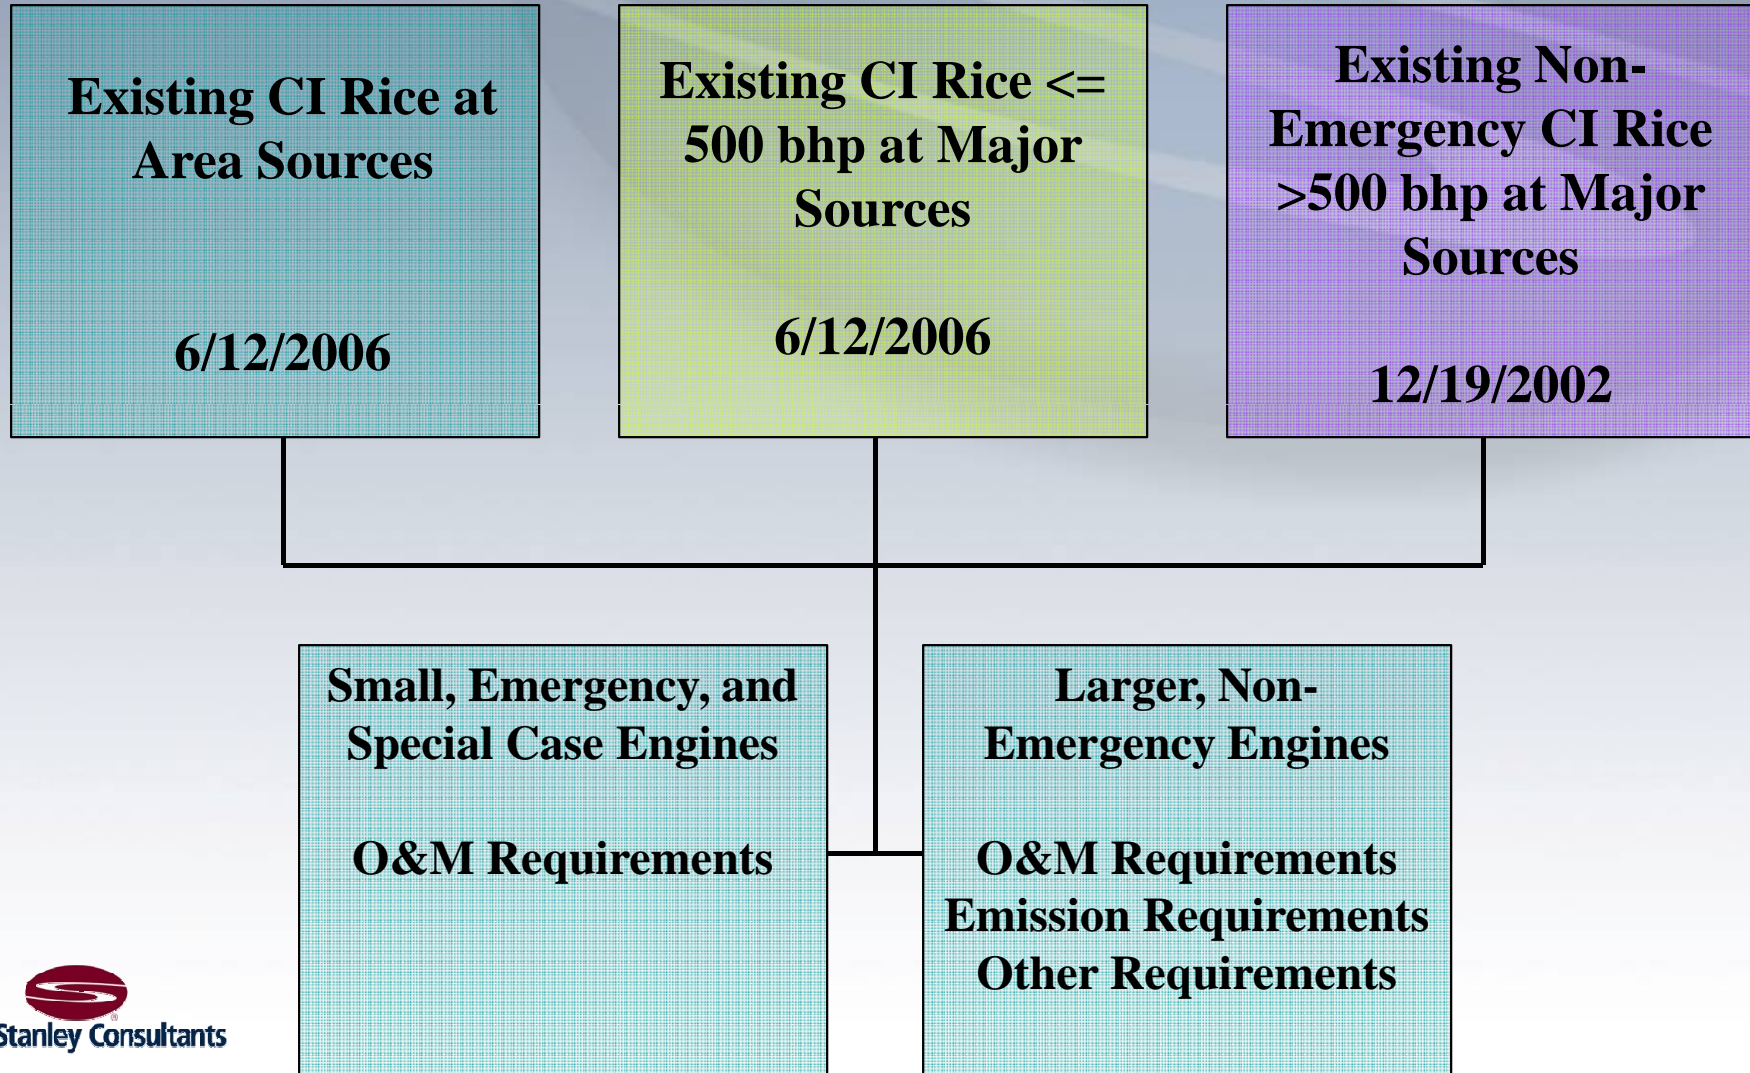 Existing CI Rice at
Area Sources
6/12/2006
Existing CI Rice <=
500 bhp at Major
Sources
6/12/2006
Existing Non-
Emergency CI Rice
>500 bhp at Major
Sources
12/19/2002
Small, Emergency, and
Special Case Engines
O&M Requirements
Larger, Non-
Emergency Engines
O&M Requirements
Emission Requirements
Other Requirements
®
Stanley Consultants